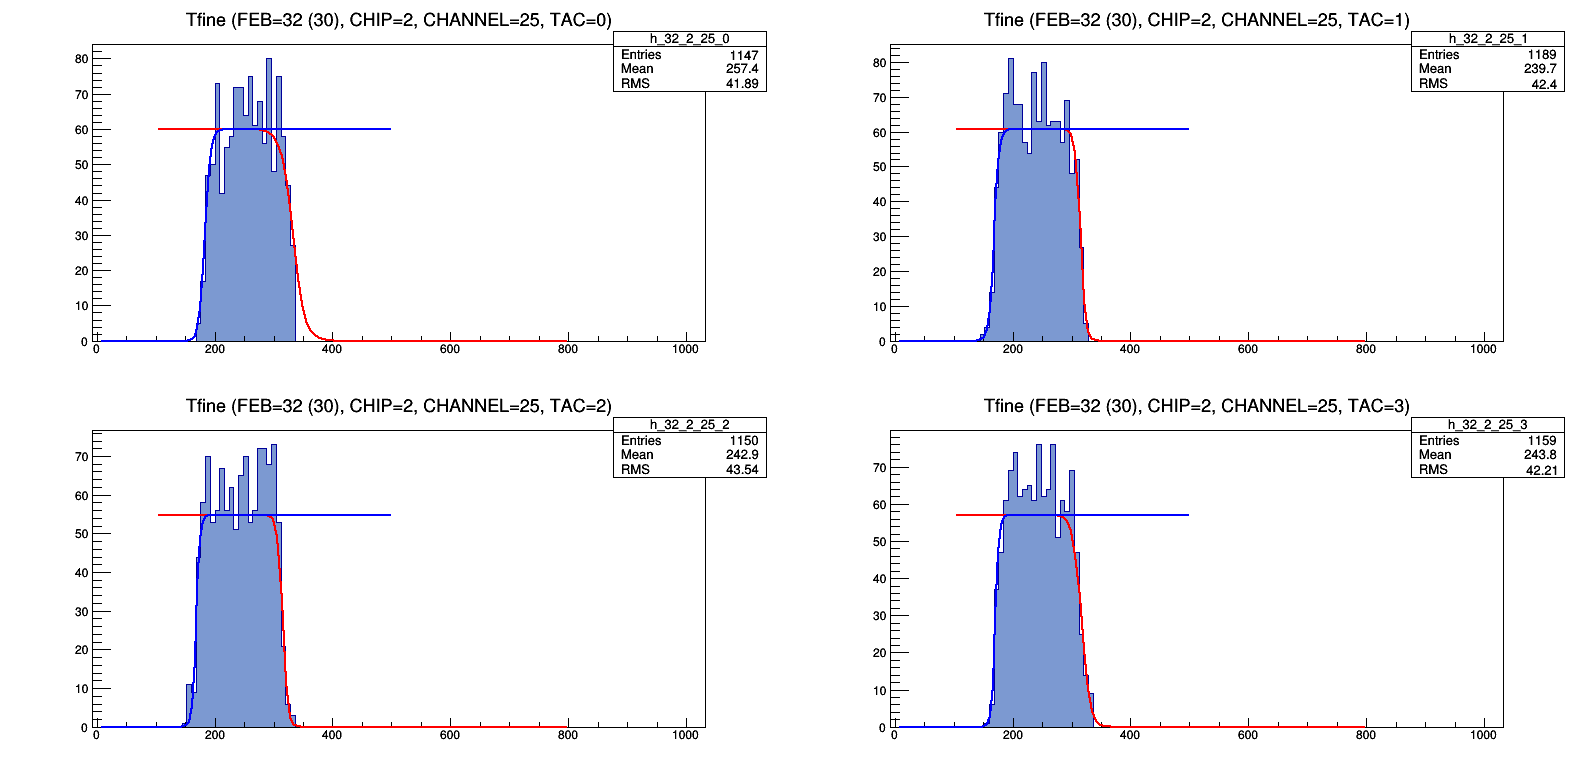 Tfine (FEB=32 (30), CHIP=2, CHANNEL=25, TAC=0)
h_32_2_25_0
Entries 1147
Mean 257.4
RMS 41.89
80
70
60
50
40
30
20
10
0
0 200 400 600 800 1000
Tfine (FEB=32 (30), CHIP=2, CHANNEL=25, TAC=1)
h_32_2_25_1
Entries 1189
Mean 239.7
RMS 42.4
80
70
60
50
40
30
20
10
0
0 200 400 600 800 1000
Tfine (FEB=32 (30), CHIP=2, CHANNEL=25, TAC=2)
h_32_2_25_2
Entries 1150
Mean 242.9
RMS 43.54
70
60
50
40
30
20
10
0
0 200 400 600 800 1000
Tfine (FEB=32 (30), CHIP=2, CHANNEL=25, TAC=3)
h_32_2_25_3
Entries 1159
Mean 243.8
RMS 42.21
70
60
50
40
30
20
10
0
0 200 400 600 800 1000